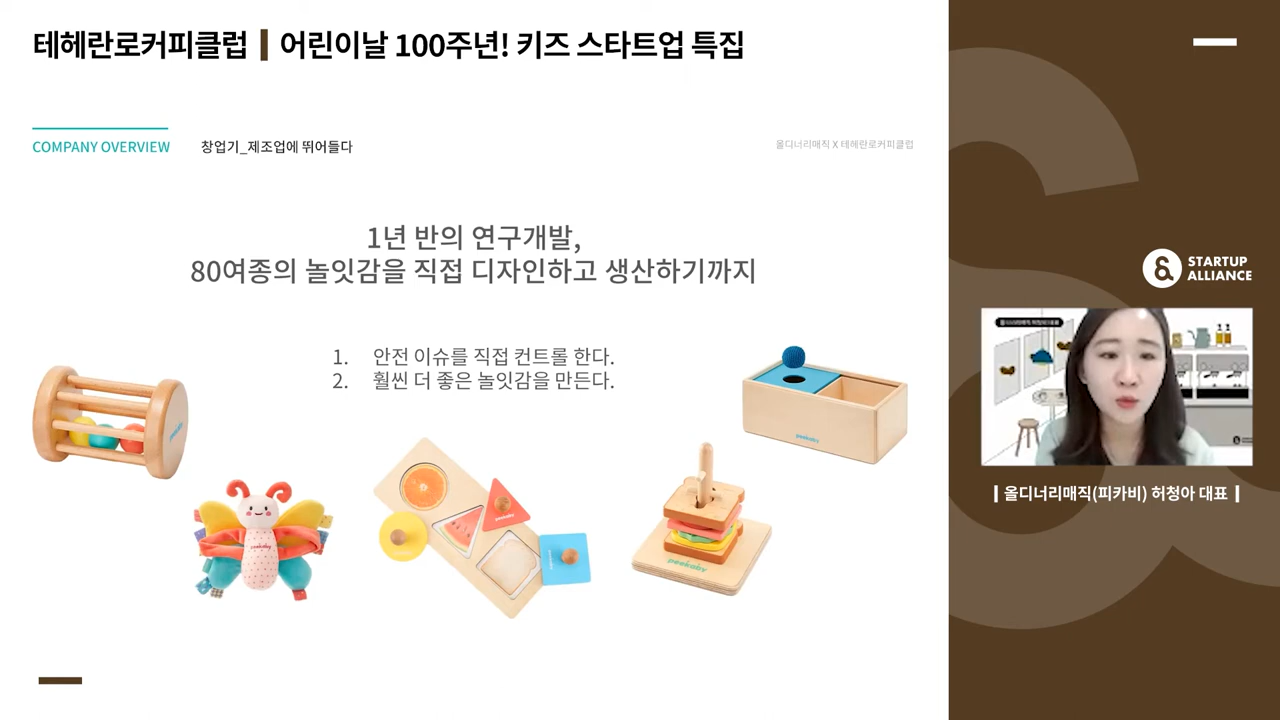 테헤란로커피클럽 | 어린이날 100주년! 키즈 스타트업 특집
COMPANY OVERVIEW
창업기_제조업에 뛰어들다
올디너리매직 X 테헤란로커피클럽
1년 반의 연구개발,
80여종의 놀잇감을 직접 디자인하고 생산하기까지
1. 안전 이슈를 직접 컨트롤 한다.
2. 훨씬 더 좋은 놀잇감을 만든다.
peekaby
peekaby
peekaby
peekaby
peekaby
STARTUP
ALLIANCE
| 올디너리매직(피카비) 허청아 대표 |